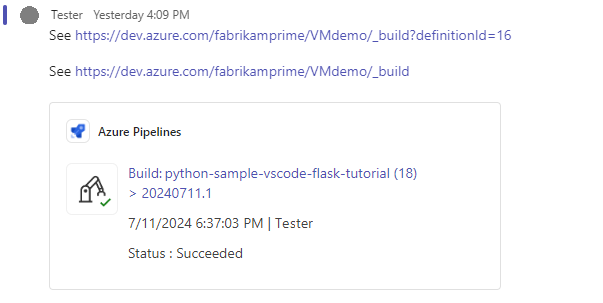 Tester Yesterday 4:09 PM
See https://dev.azure.com/fabrikamprime/VMdemo/_build?definitionId=16
See https://dev.azure.com/fabrikamprime/VMdemo/_build
Azure Pipelines
Build: python-sample-vscode-flask-tutorial (18)
> 20240711.1
7/11/2024 6:37:03 PM | Tester
Status : Succeeded